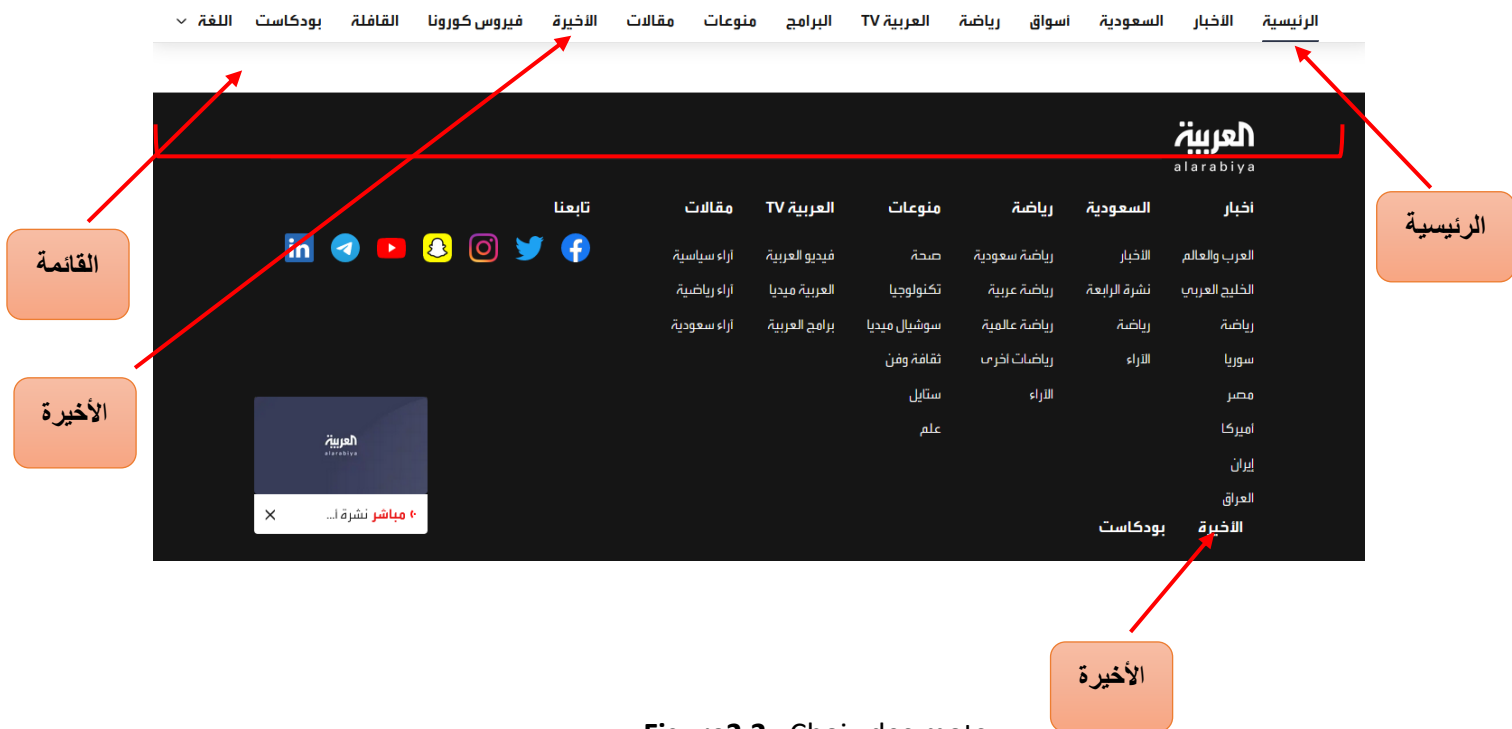 الرئيسية الأخبار السعودية أسواق رياضة العربية TV البرامج منوعات مقالات الأخيرة فيروس كورونا القافلة بودكاست اللغة
العربية
alarabiya
أخبار السعودية رياضة منوعات العربية TV مقالات تابعنا
العرب والعالم الأخبار رياضة سعودية صحة فيديو العربية آراء سياسية
الخليج العربي نشرة الرابعة رياضة عربية تكنولوجيا العربية ميديا آراء رياضية
رياضة رياضة رياضة عالمية سوشيال ميديا برامج العربية آراء سعودية
سوريا الآراء رياضات أخرى ثقافة وفن
مصر الآراء ستايل
أميركا علم
إيران
العراق
الأخيرة بودكاست
العربية
alarabiya
مباشر نشرة أ...
الرئيسية
القائمة
الأخيرة
الأخيرة